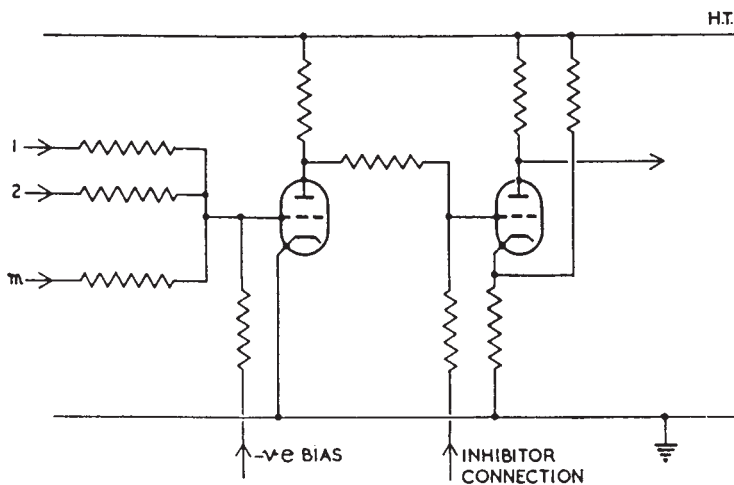 H.T.
1
2
m
-ve BIAS
INHIBITOR
CONNECTION